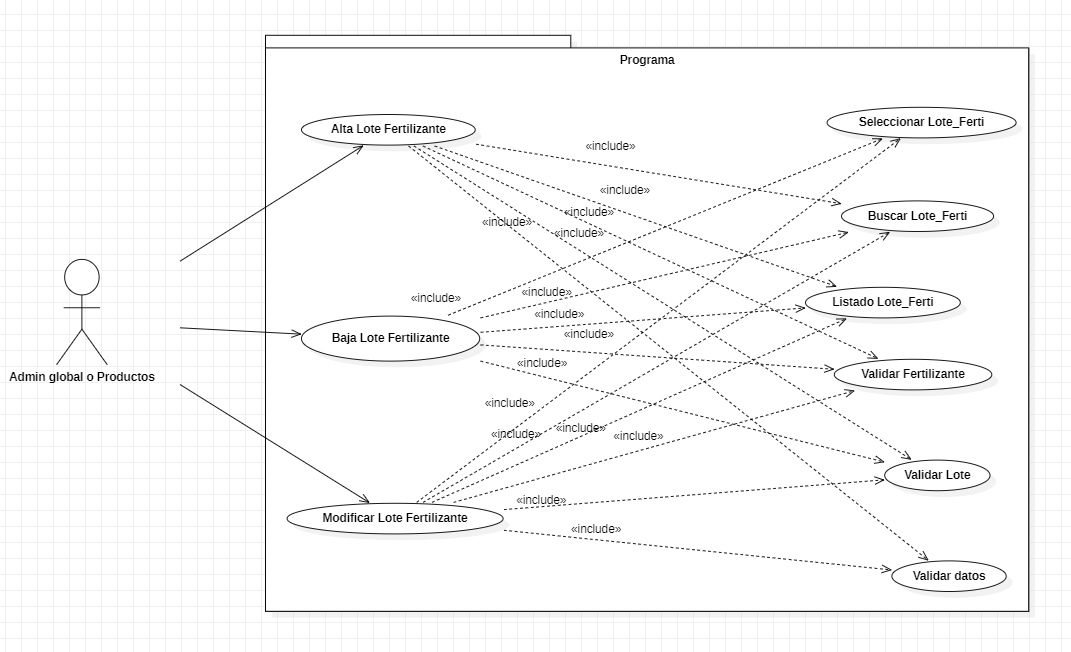 Programa
Alta Lote Fertilizante
Seleccionar Lote_Ferti
«include»
«include»
«include»
«include»
«include»
Buscar Lote_Ferti
Admin global o Productos
Baja Lote Fertilizante
«include»
«include»
«include»
«include»
«include»
Listado Lote_Ferti
Validar Fertilizante
«include»
«include»
«include»
«include»
Validar Lote
Modificar Lote Fertilizante
«include»
«include»
Validar datos